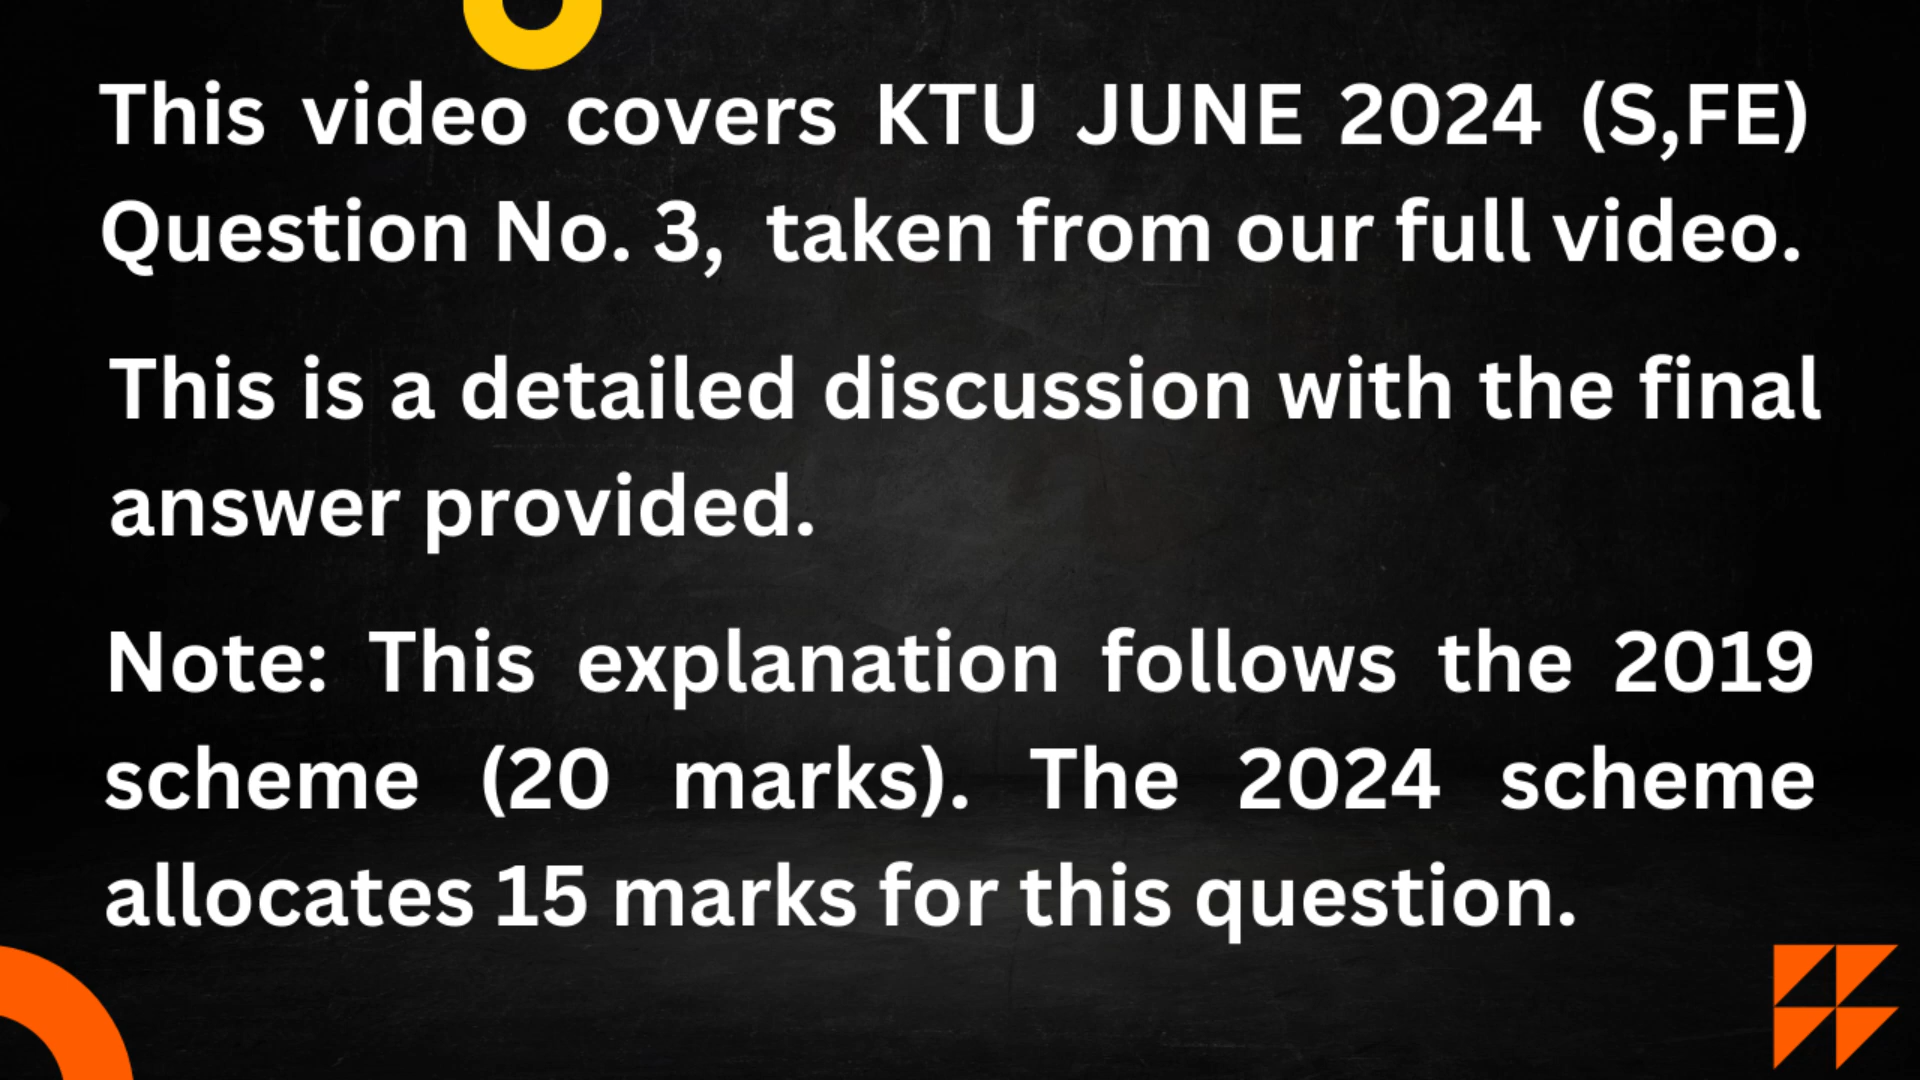 This video covers KTU JUNE 2024 (S,FE)
Question No. 3, taken from our full video.
This is a detailed discussion with the final
answer provided.
Note: This explanation follows the 2019
scheme (20 marks). The 2024 scheme
allocates 15 marks for this question.